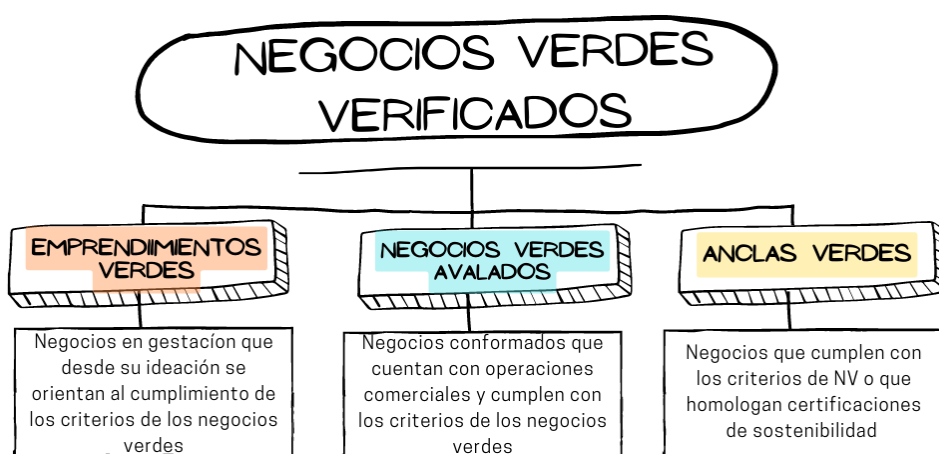 NEGOCIOS VERDES
VERIFICADOS
EMPRENDIIMIENTOS
VERDES
NEGOCIOS VERDES
AVALADOS
ANCLAS VERDES
Negocios en gestacíon que
desde su ideación se
orientan al cumplimiento de
los criterios de los negocios
verdes
Negocios conformados que
cuentan con operaciones
comerciales y cumplen con
los criterios de los negocios
verdes
Negocios que cumplen con
los criterios de NV o que
homologan certificaciones
de sostenibilidad